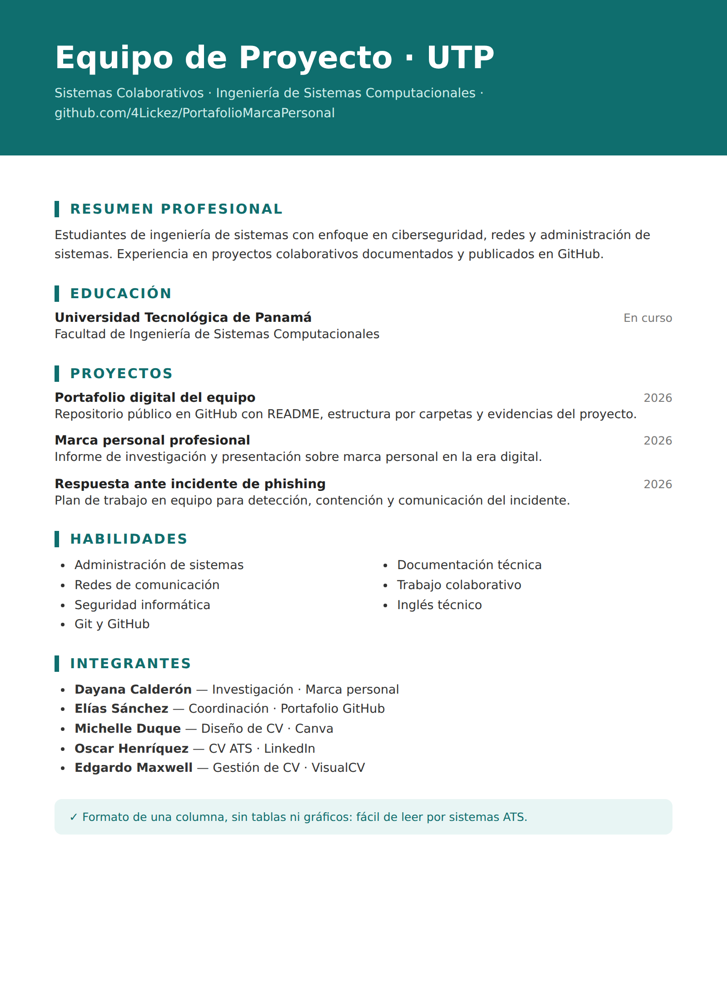 Equipo de Proyecto · UTP
Sistemas Colaborativos · Ingeniería de Sistemas Computacionales ·
github.com/4Lickez/PortafolioMarcaPersonal
RESUMEN PROFESIONAL
Estudiantes de ingeniería de sistemas con enfoque en ciberseguridad, redes y administración de
sistemas. Experiencia en proyectos colaborativos documentados y publicados en GitHub.
EDUCACIÓN
Universidad Tecnológica de Panamá En curso
Facultad de Ingeniería de Sistemas Computacionales
PROYECTOS
Portafolio digital del equipo 2026
Repositorio público en GitHub con README, estructura por carpetas y evidencias del proyecto.
Marca personal profesional 2026
Informe de investigación y presentación sobre marca personal en la era digital.
Respuesta ante incidente de phishing 2026
Plan de trabajo en equipo para detección, contención y comunicación del incidente.
HABILIDADES
• Administración de sistemas
• Redes de comunicación
• Seguridad informática
• Git y GitHub
• Documentación técnica
• Trabajo colaborativo
• Inglés técnico
INTEGRANTES
• Dayana Calderón — Investigación · Marca personal
• Elías Sánchez — Coordinación · Portafolio GitHub
• Michelle Duque — Diseño de CV · Canva
• Oscar Henríquez — CV ATS · LinkedIn
• Edgardo Maxwell — Gestión de CV · VisualCV
✓ Formato de una columna, sin tablas ni gráficos: fácil de leer por sistemas ATS.